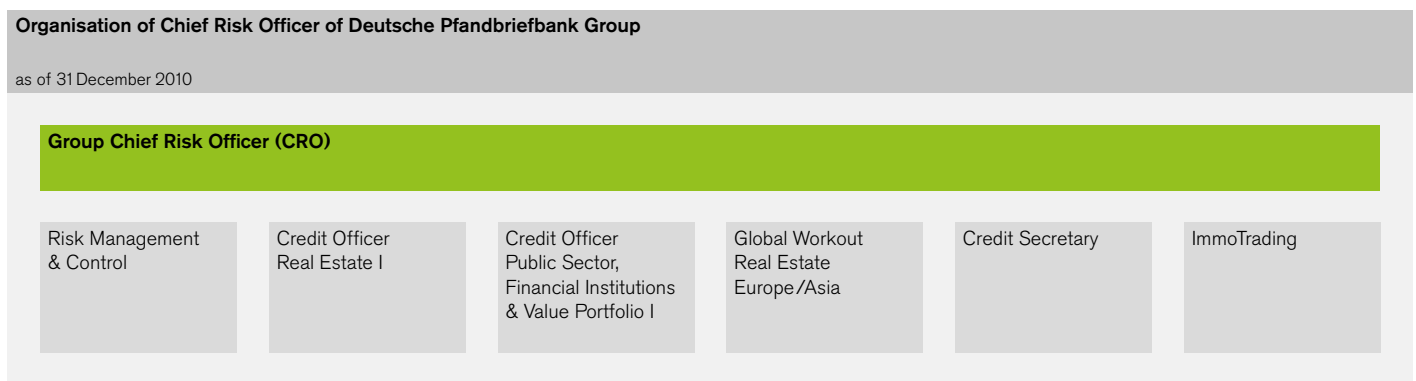 Organisation of Chief Risk Officer of Deutsche Pfandbriefbank Group
as of 31 December 2010
Group Chief Risk Officer (CRO)
Risk Management
& Control
Credit Officer
Real Estate I
Credit Officer
Public Sector,
Financial Institutions
& Value Portfolio I
Global Workout
Real Estate
Europe/Asia
Credit Secretary
ImmoTrading